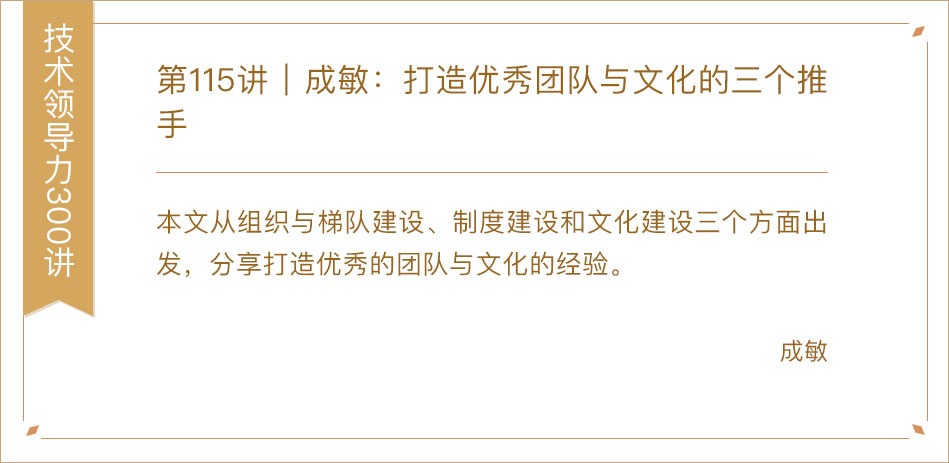 技术领导力300讲
第115讲｜成敏：打造优秀团队与文化的三个推
手
本文从组织与梯队建设、制度建设和文化建设三个方面出
发，分享打造优秀的团队与文化的经验。
成敏